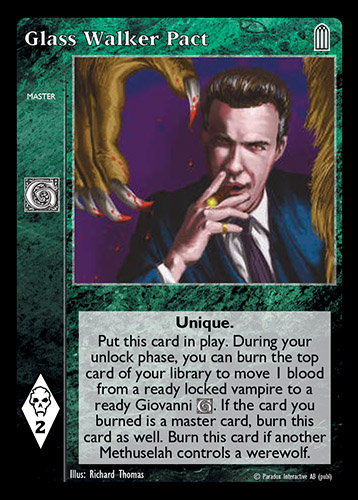 Glass Walker Pact
MASTER
Unique.
Put this card in play. During your
unlock phase, you can burn the top
card of your library to move 1 blood
from a ready locked vampire to a
ready Giovanni G. If the card you
burned is a master card, burn this
card as well. Burn this card if another
Methuselah controls a werewolf.
2
Illus: Richard Thomas
© Paradox Interactive AB (publ)